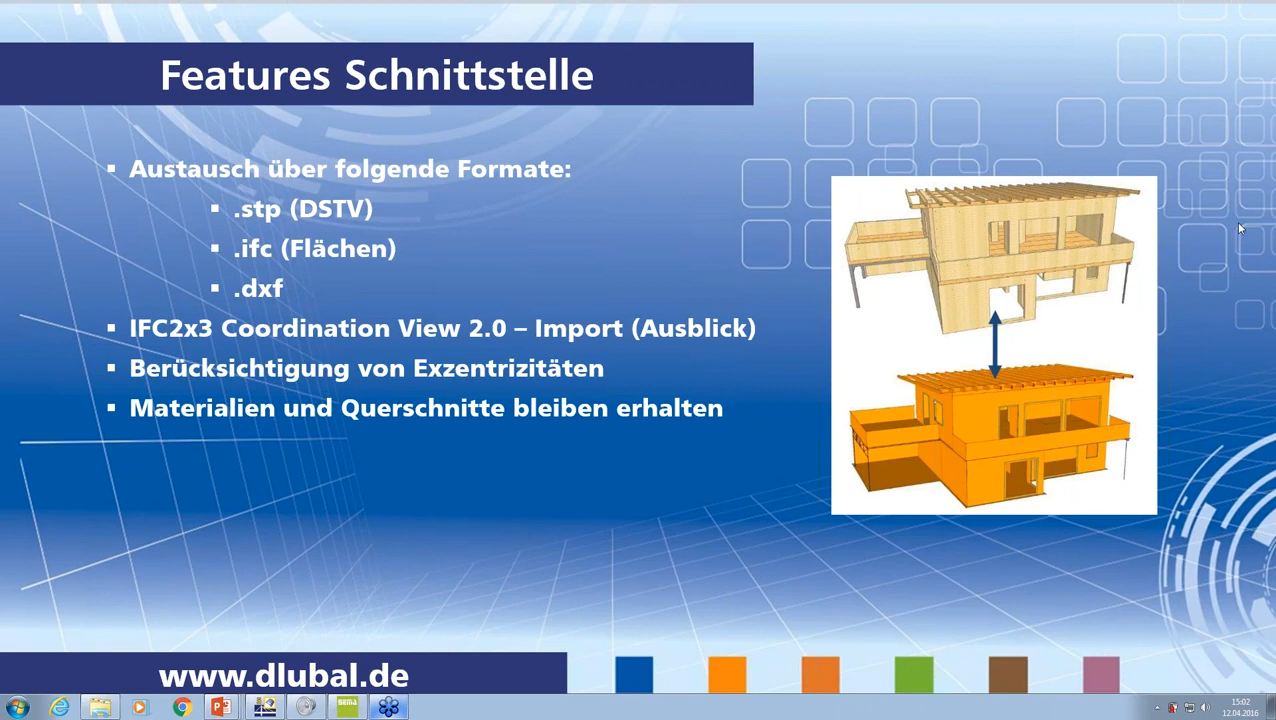 Features Schnittstelle
▪ Austausch über folgende Formate:
▪ .stp (DSTV)
▪ .ifc (Flächen)
▪ .dxf
▪ IFC2x3 Coordination View 2.0 – Import (Ausblick)
▪ Berücksichtigung von Exzentrizitäten
▪ Materialien und Querschnitte bleiben erhalten
www.dlubal.de
SEMA
15:02
12.04.2016